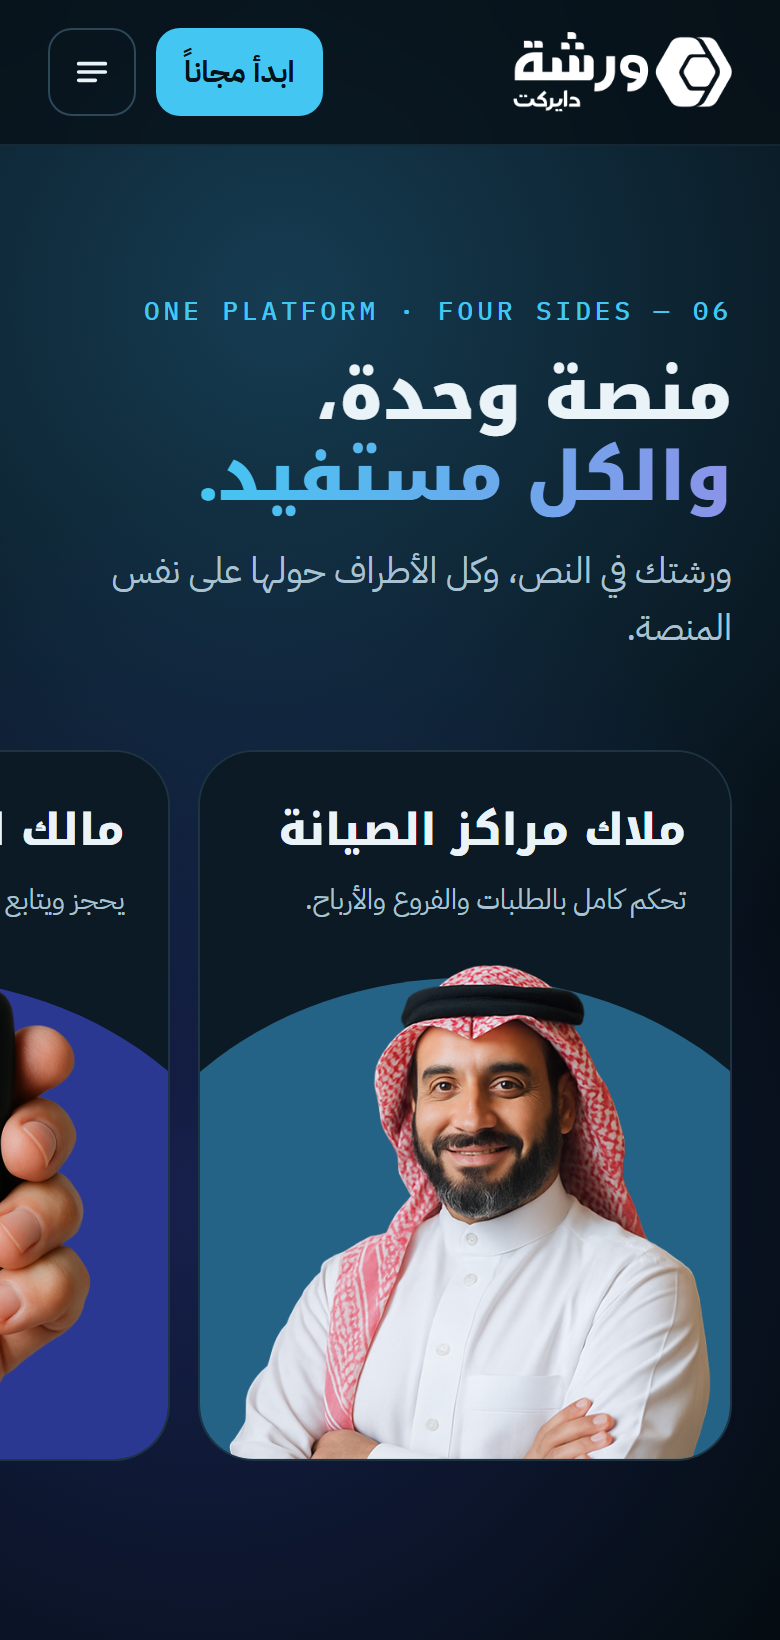 ورشة
دايركت
ابدأ مجاناً
ONE PLATFORM · FOUR SIDES — 06
منصة وحدة،
والكل مستفيد.
ورشتك في النص، وكل الأطراف حولها على نفس
المنصة.
ملاك مراكز الصيانة
تحكم كامل بالطلبات والفروع والأرباح.
مالك
يحجز ويتابع